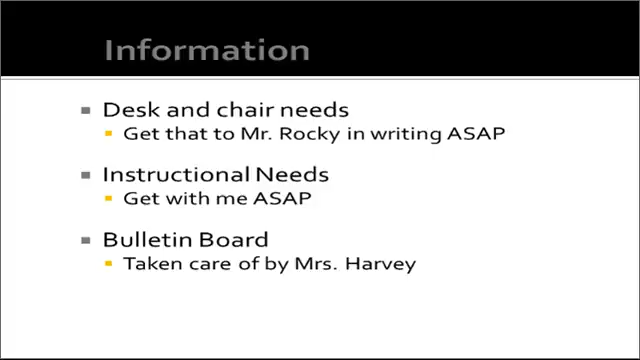 Information
Desk and chair needs
Get that to Mr. Rocky in writing ASAP
Instructional Needs
Get with me ASAP
Bulletin Board
Taken care of by Mrs. Harvey